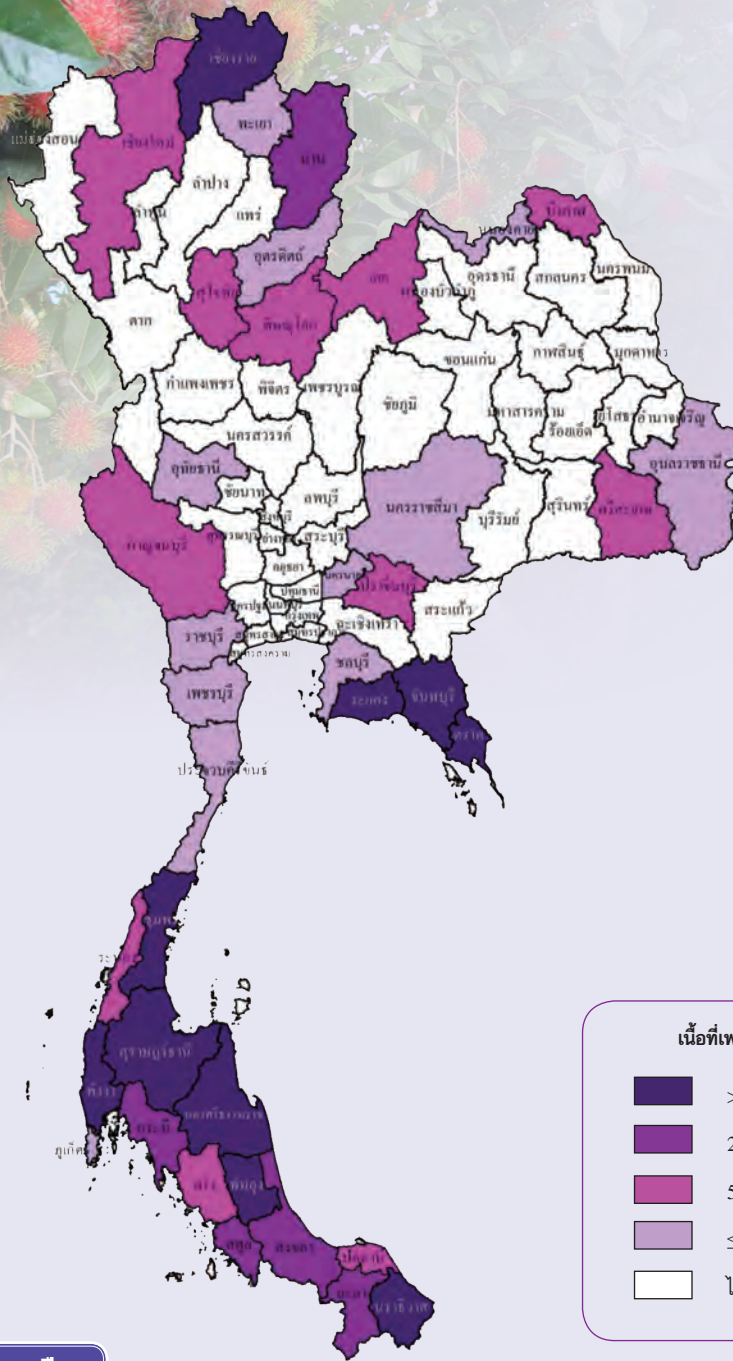 เชียงราย
พะเยา
แม่ฮ่องสอน
เชียงใหม่
น่าน
ลำปาง
ลำพูน
แพร่
อุตรดิตถ์
หนองคาย
บึงกาฬ
สุโขทัย
เลย
อุดรธานี
สกลนคร
นครพนม
หนองบัวลำภู
ตาก
พิษณุโลก
ขอนแก่น
กาฬสินธุ์
มุกดาหาร
กำแพงเพชร
พิจิตร
เพชรบูรณ์
ชัยภูมิ
มหาสารคาม
ร้อยเอ็ด
ยโสธร
อำนาจเจริญ
นครสวรรค์
อุทัยธานี
ชัยนาท
ลพบุรี
นครราชสีมา
บุรีรัมย์
สุรินทร์
ศรีสะเกษ
อุบลราชธานี
กาญจนบุรี
สระบุรี
อยุธยา
นครนายก
ปราจีนบุรี
ปทุมธานี
สระแก้ว
ฉะเชิงเทรา
กรุงเทพ
ราชบุรี
สมุทรสงคราม
ชลบุรี
เพชรบุรี
ระยอง
จันทบุรี
ตราด
ประจวบคีรีขันธ์
ชุมพร
ระนอง
สุราษฎร์ธานี
พังงา
นครศรีธรรมราช
กระบี่
ภูเก็ต
ตรัง
พัทลุง
สตูล
สงขลา
ปัตตานี
ยะลา
นราธิวาส
เนื้อที่เพ
>
2
5
≤
ไ